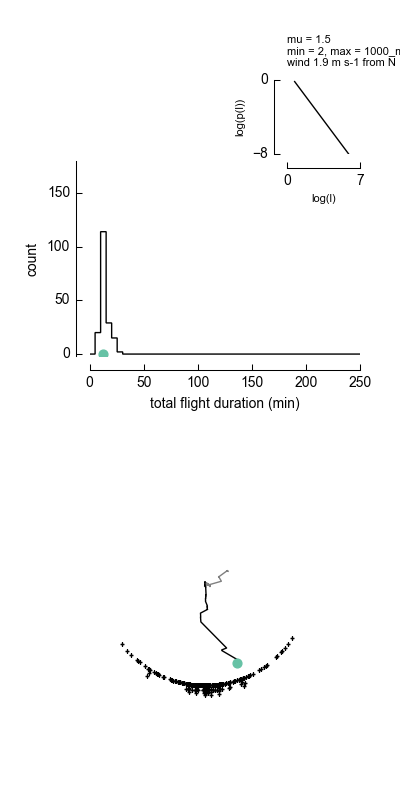 mu = 1.5
min = 2, max = 1000_m
wind 1.9 m s-1 from N
0
log(p(l))
−8
0 7
log(l)
150
100
50
0
count
0 50 100 150 200 250
total flight duration (min)